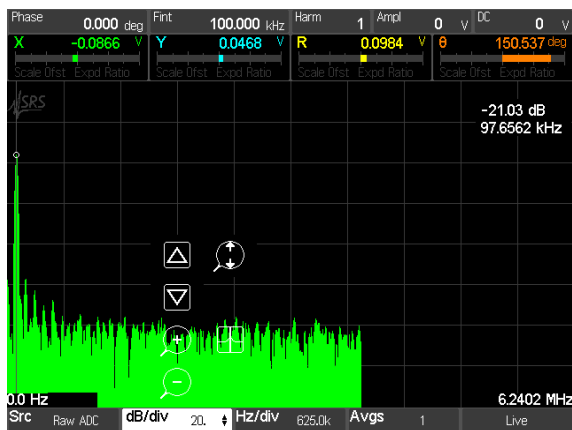 Phase 0.000 deg Fint 100.000 kHz Harm 1 Ampl 0 V DC 0 V
X -0.0866 V Y 0.0468 V R 0.0984 V θ 150.537 deg
Scale Ofst Expd Ratio Scale Ofst Expd Ratio Scale Ofst Expd Ratio Scale Ofst Expd Ratio
SRS
-21.03 dB
97.6562 kHz
0.0 Hz 6.2402 MHz
Src Raw ADC dB/div 20. Hz/div 625.0k Avgs 1 Live